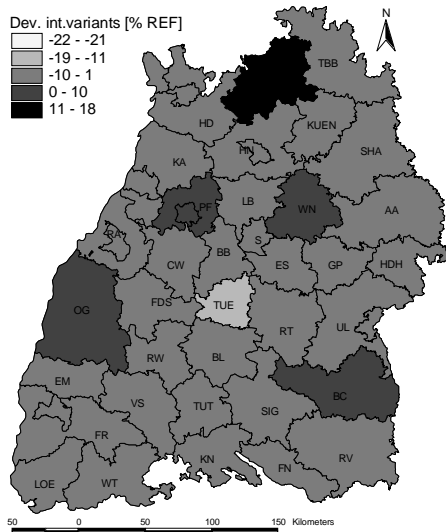 Dev. int.variants [% REF]
-22 - -21
-19 - -11
-10 - 1
0 - 10
11 - 18
N
TBB
HD
KUEN
HN
SHA
KA
PF
LB
WN
AA
RA
S
CW
BB
ES
GP
HDH
OG
FDS
TUE
RT
UL
RW
BL
EM
BC
VS
TUT
SIG
FR
KN
FN
RV
LOE
WT
50 0 50 100 150 Kilometers